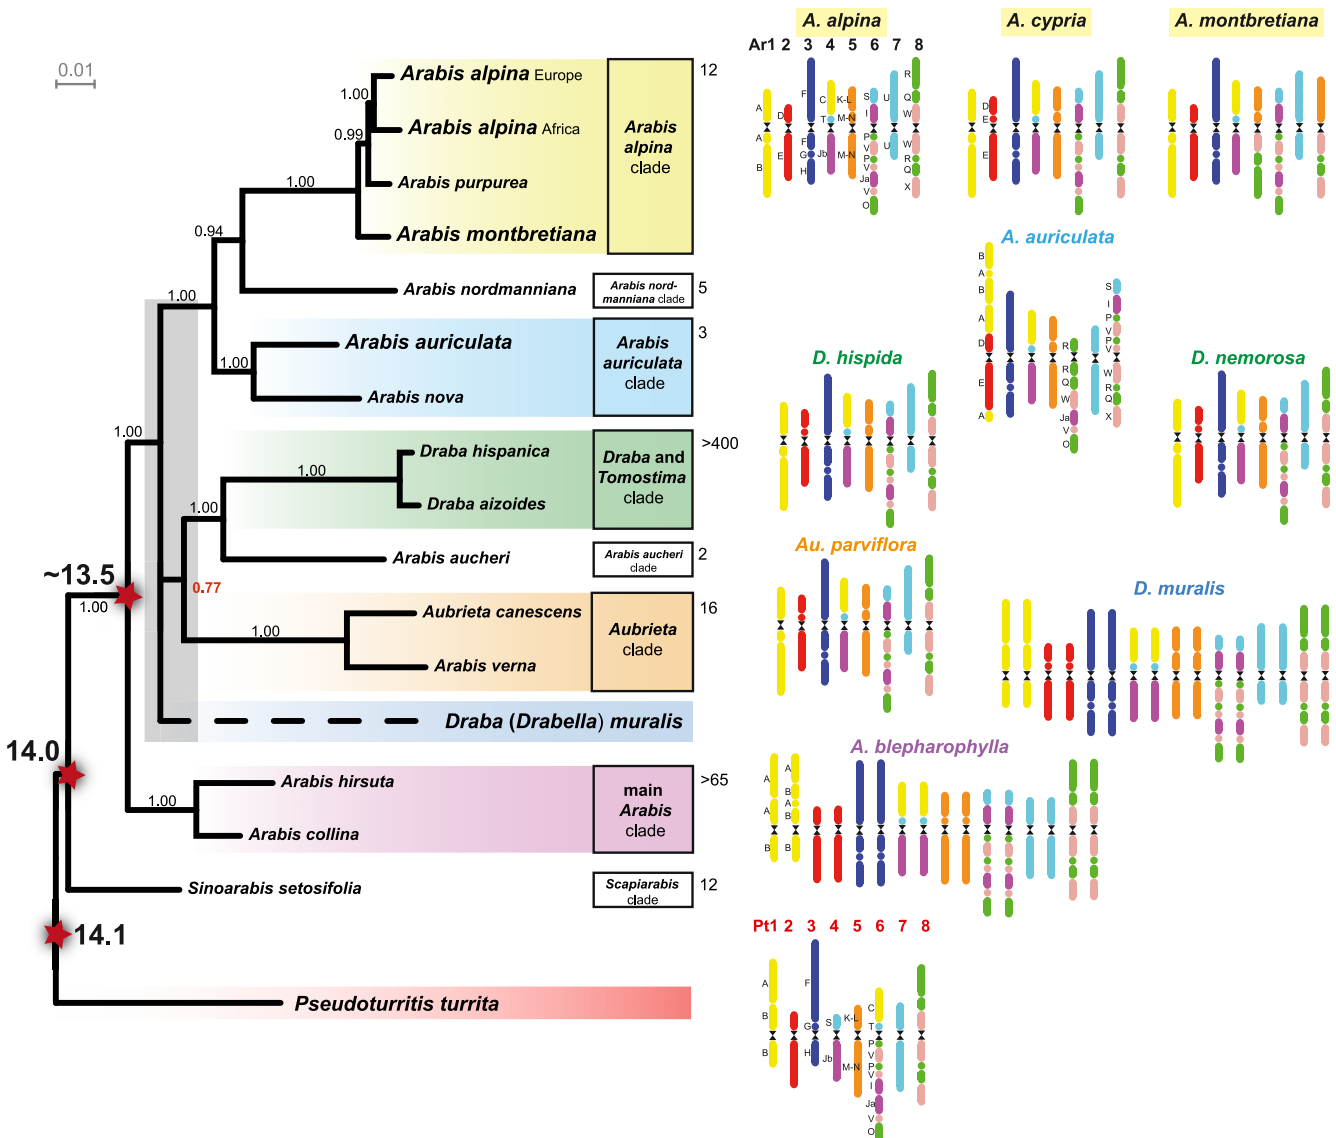 0.01
Arabis alpina Europe
Arabis alpina Africa
Arabis purpurea
Arabis montbretiana
Arabis nordmanniana
Arabis auriculata
Arabis nova
Draba hispanica
Draba aizoides
Arabis aucheri
Aubrieta canescens
Arabis verna
Draba (Drabella) muralis
Arabis hirsuta
Arabis collina
Sinoarabis setosifolia
Pseudoturritis turrita
1.00
0.99
1.00
0.94
1.00
1.00
1.00
1.00
1.00
0.77
1.00
1.00
1.00
~13.5
14.0
14.1
Arabis
alpina
clade
12
Arabis nord-
manniana clade
5
Arabis
auriculata
clade
3
Draba and
Tomostima
clade
>400
Arabis aucheri
clade
2
Aubrieta
clade
16
main
Arabis
clade
>65
Scapiarabis
clade
12
A. alpina
A. cypria
A. montbretiana
Ar1 2 3 4 5 6 7 8
A
A
B
D
E
F
F
G
H
C
T
Jb
K-L
M-N
M-N
S
I
P
V
P
V
Ja
V
O
U
U
R
Q
W
W
R
Q
X
D
E
E
A. auriculata
B
A
B
A
D
E
A
R
R
Q
W
Ja
V
O
S
I
P
V
P
V
W
R
Q
X
D. hispida
D. nemorosa
Au. parviflora
D. muralis
A. blepharophylla
A
A
B
A
B
A
B
B
Pt1 2 3 4 5 6 7 8
A
B
B
F
G
H
S
Jb
K-L
M-N
C
T
P
V
P
V
I
Ja
V
O